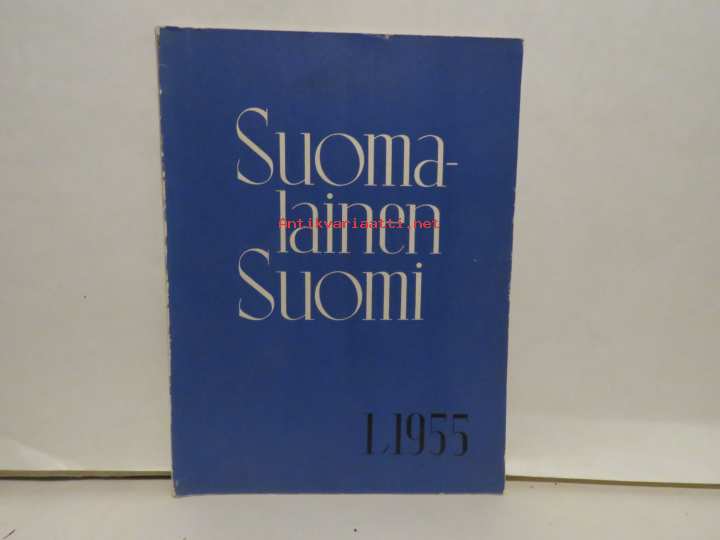 Suoma-
lainen
Antikvariaatti.net
Suomi
1.1955